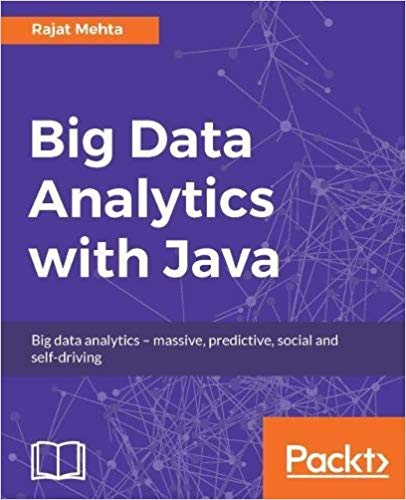 Rajat Mehta
Big Data
Analytics
with Java
Big data analytics – massive, predictive, social and
self-driving
Packt>